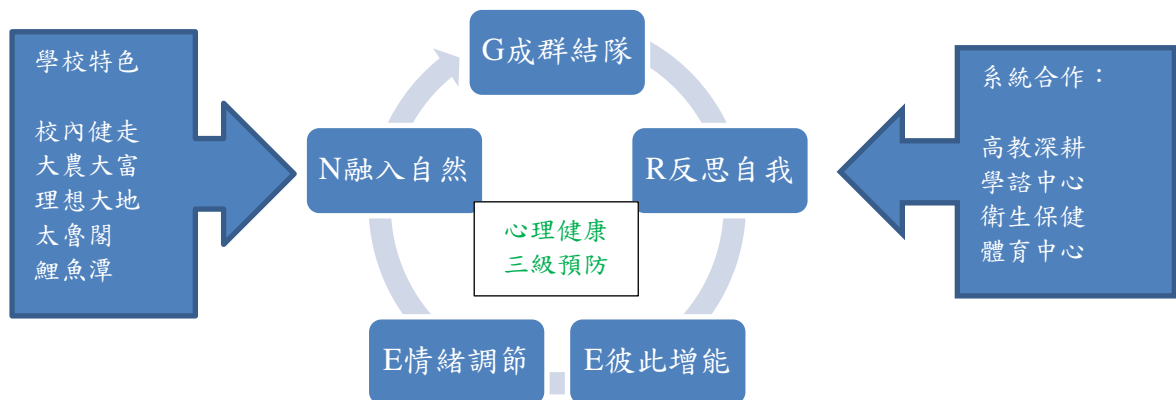 學校特色
校內健走
大農大富
理想大地
太魯閣
鯉魚潭
G成群結隊
R反思自我
E彼此增能
E情緒調節
N融入自然
心理健康
三級預防
系統合作：
高教深耕
學諮中心
衛生保健
體育中心